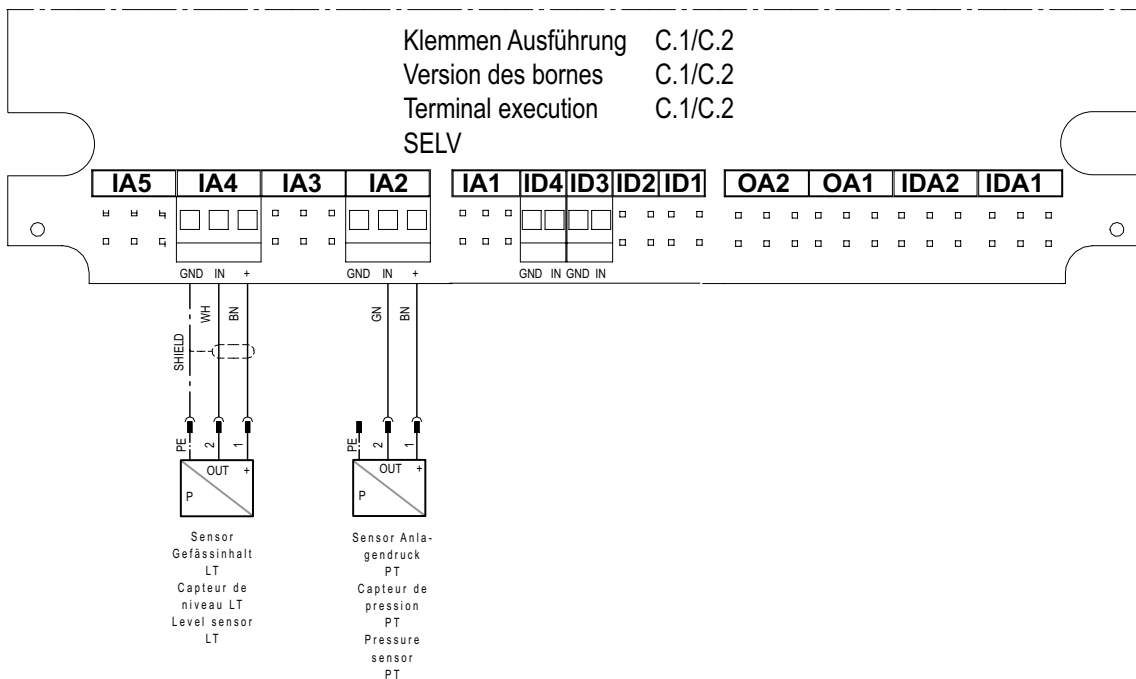 Klemmen Ausführung C.1/C.2
Version des bornes C.1/C.2
Terminal execution C.1/C.2
SELV
IA5 IA4 IA3 IA2 IA1 ID4 ID3 ID2 ID1 OA2 OA1 IDA2 IDA1
GND IN + GND IN + GND IN GND IN
SHIELD WH BN GN BN
PE 2 1 PE 2 1
OUT + OUT +
P P
Sensor
Gefässinhalt
LT
Capteur de
niveau LT
Level sensor
LT
Sensor Anla-
gendruck
PT
Capteur de
pression
PT
Pressure
sensor
PT